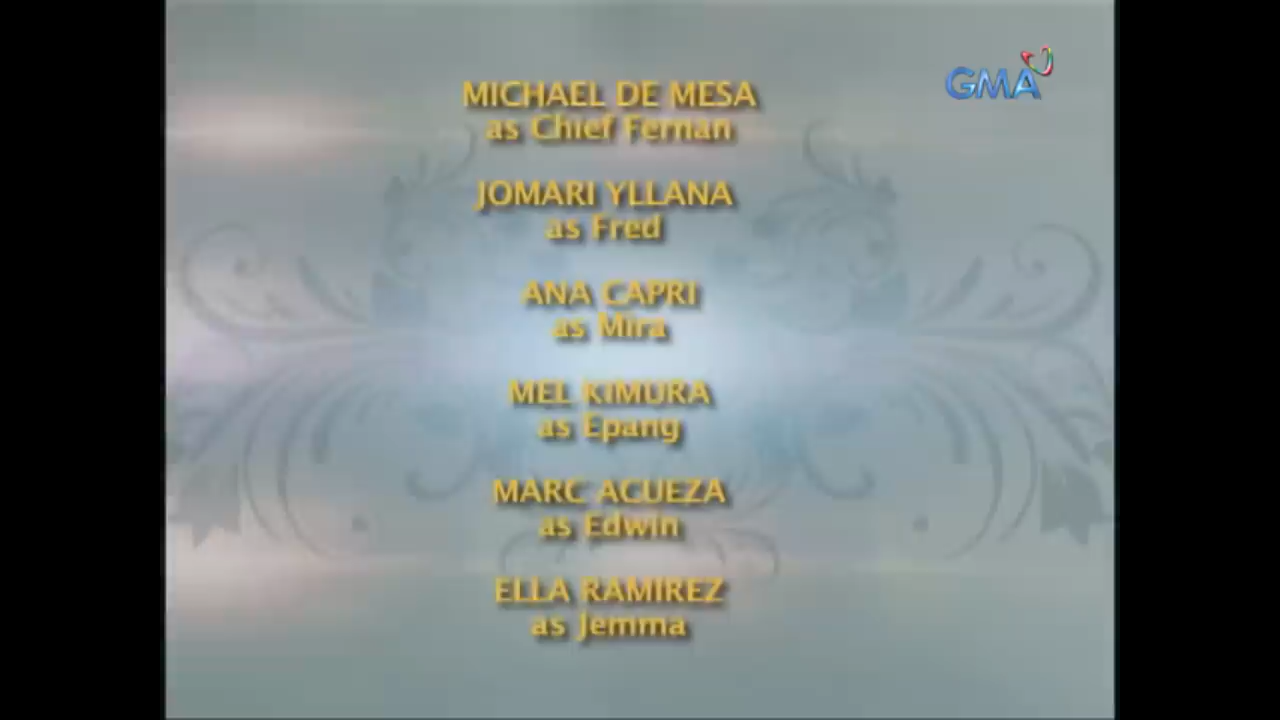 GMA
MICHAEL DE MESA
as Chief Fernan
JOMARI YLLANA
as Fred
ANA CAPRI
as Mira
MEL KIMURA
as Epang
MARC ACUEZA
as Edwin
ELLA RAMIREZ
as Jemma